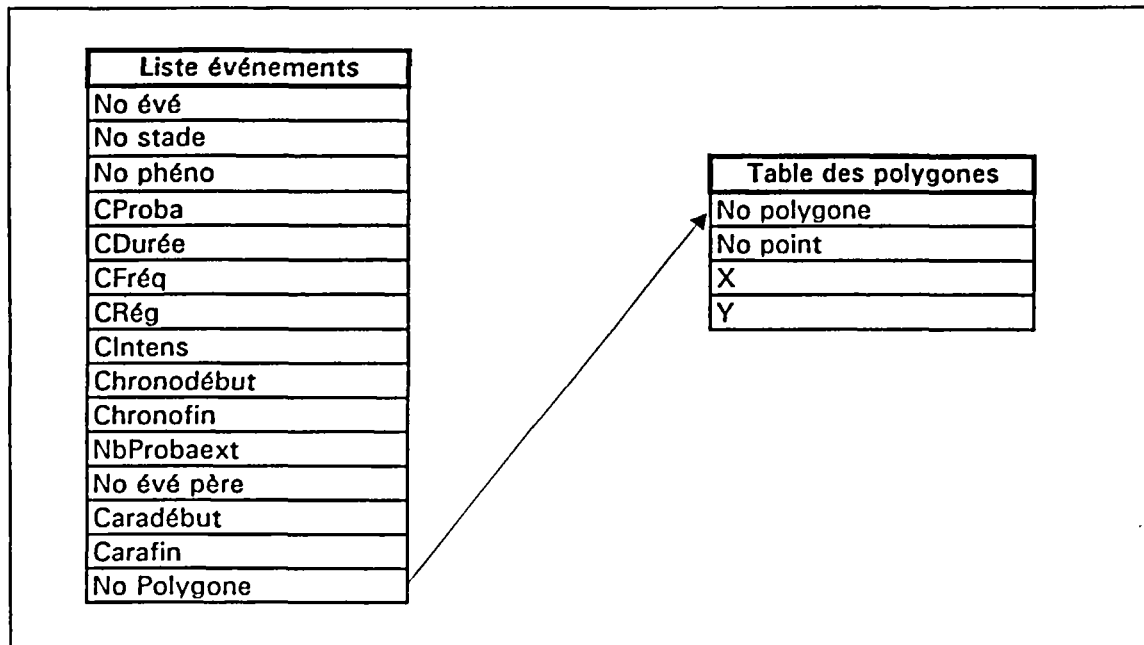 Liste événements
No évé
No stade
No phéno
CProba
CDurée
CFréq
CRég
CIntens
Chronodébut
Chronofin
NbProbaext
No évé père
Caradébut
Carafin
No Polygone
Table des polygones
No polygone
No point
X
Y